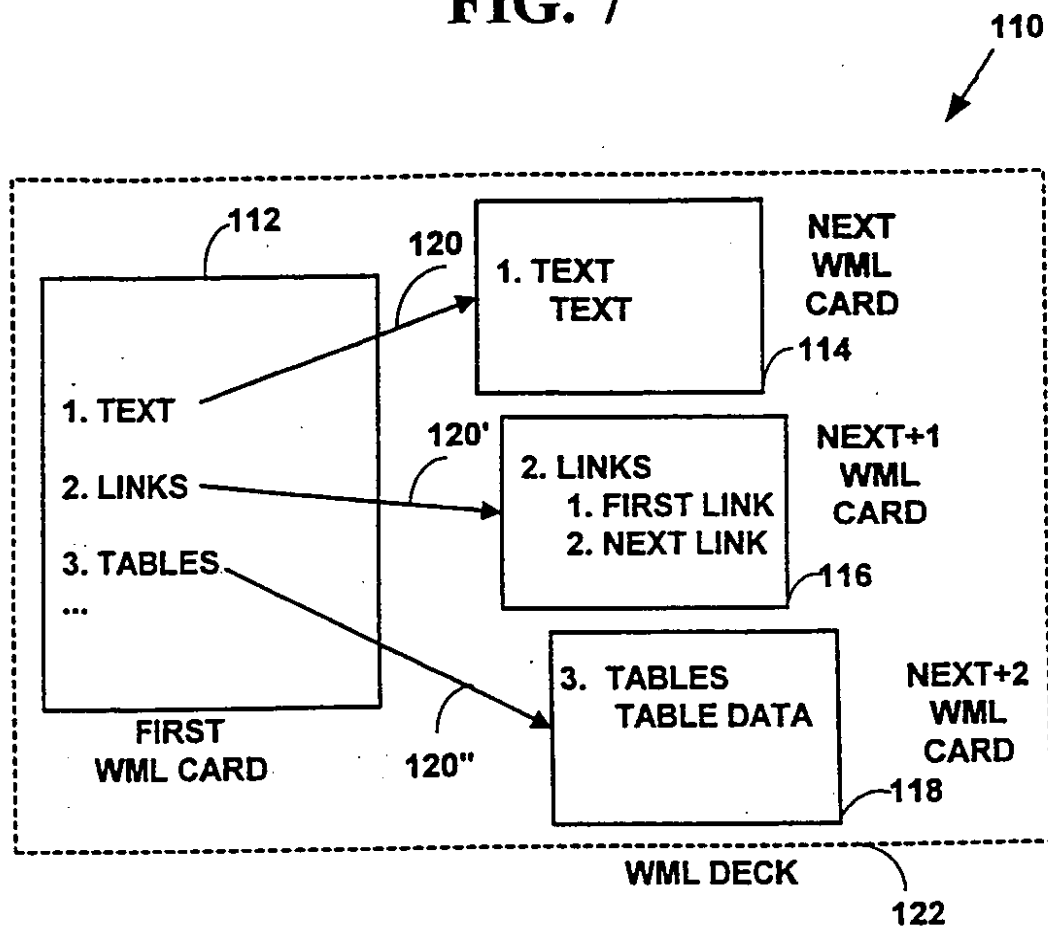 FIG. 7
110
112
1. TEXT
2. LINKS
3. TABLES
...
FIRST
WML CARD
120
1. TEXT
TEXT
NEXT
WML
CARD
114
120'
2. LINKS
1. FIRST LINK
2. NEXT LINK
NEXT+1
WML
CARD
116
120"
3. TABLES
TABLE DATA
NEXT+2
WML
CARD
118
WML DECK
122